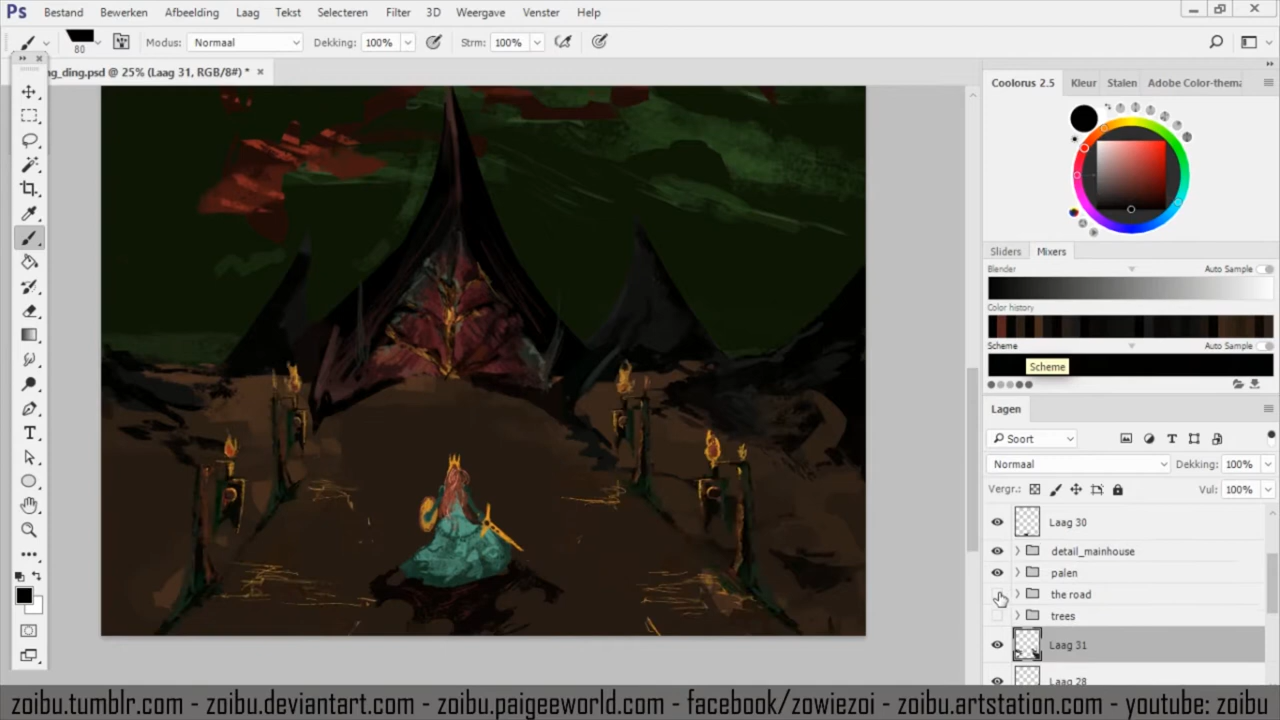 Ps Bestand Bewerken Afbeelding Laag Tekst Selecteren Filter 3D Weergave Venster Help
80 Modus: Normaal Dekking: 100% Strm: 100%
g_ding.psd @ 25% (Laag 31, RGB/8#) * ×
Coolorus 2.5 Kleur Stalen Adobe Color-thema
Sliders Mixers
Blender Auto Sample
Color history
Scheme Auto Sample
Scheme
Lagen
Soort
Normaal Dekking: 100%
Vergr.: Vul: 100%
Laag 30
detail_mainhouse
palen
the road
trees
Laag 31
Laag 28
T
zoibu.tumblr.com - zoibu.deviantart.com - zoibu.paigeeworld.com - facebook/zowiezoi - zoibu.artstation.com - youtube: zoibu